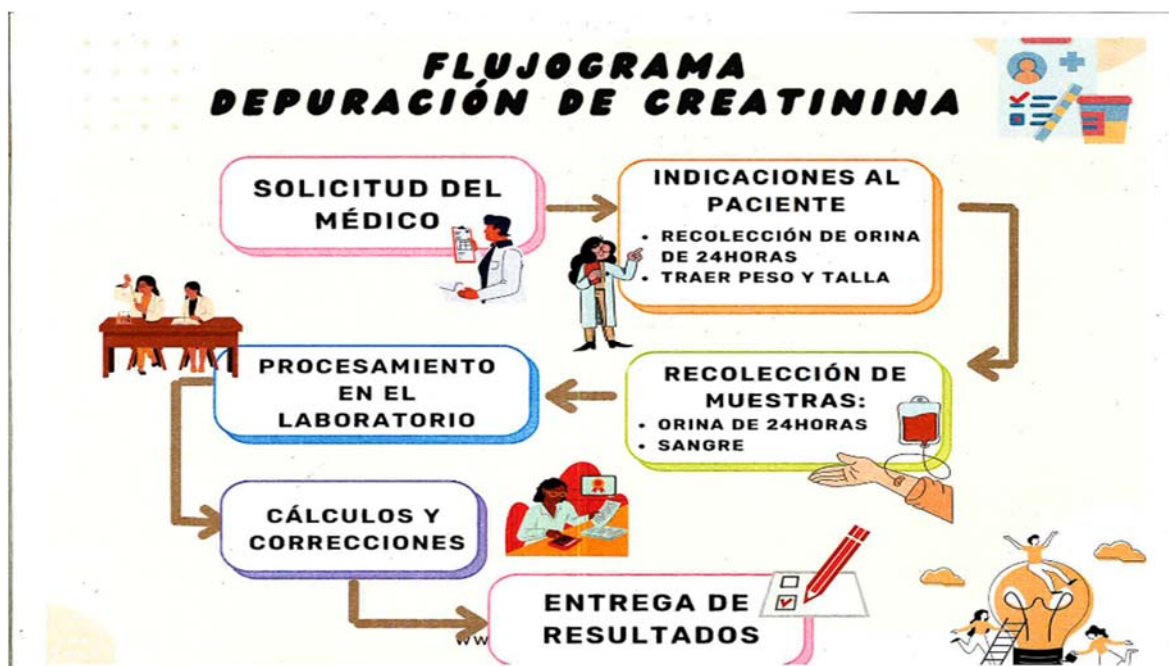 FLUJOGRAMA
DEPURACIÓN DE CREATININA
SOLICITUD DEL
MÉDICO
INDICACIONES AL
PACIENTE
• RECOLECCIÓN DE ORINA
DE 24HORAS
• TRAER PESO Y TALLA
RECOLECCIÓN DE
MUESTRAS:
• ORINA DE 24HORAS
• SANGRE
PROCESAMIENTO
EN EL
LABORATORIO
CÁLCULOS Y
CORRECCIONES
ENTREGA DE
RESULTADOS